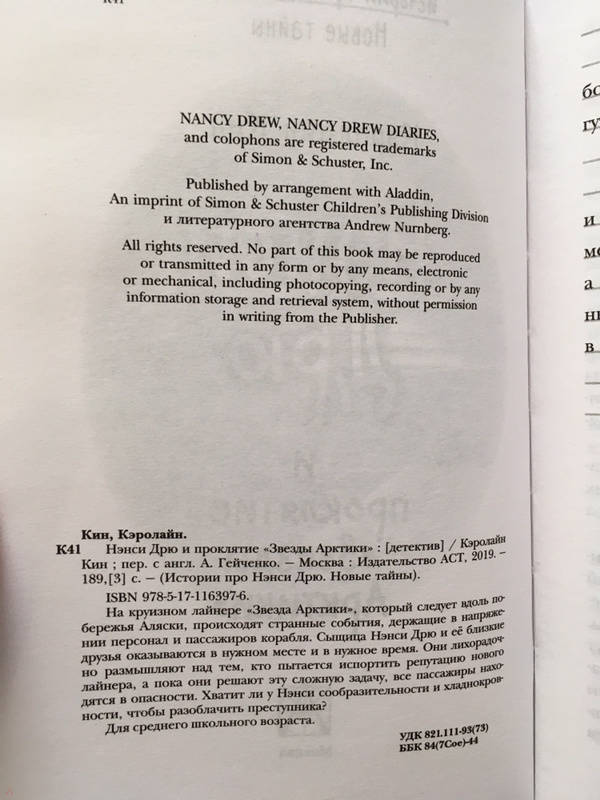 К41
Новые тайны
NANCY DREW, NANCY DREW DIARIES,
and colophons are registered trademarks
of Simon & Schuster, Inc.
Published by arrangement with Aladdin,
An imprint of Simon & Schuster Children's Publishing Division
и литературного агентства Andrew Nurnberg.
All rights reserved. No part of this book may be reproduced
or transmitted in any form or by any means, electronic
or mechanical, including photocopying, recording or by any
information storage and retrieval system, without permission
in writing from the Publisher.
и
проклятие
Кин, Кэролайн.
К41 Нэнси Дрю и проклятие «Звезды Арктики» : [детектив] / Кэролайн
Кин ; пер. с англ. А. Гейченко. – Москва : Издательство АСТ, 2019. –
189,[3] с. – (Истории про Нэнси Дрю. Новые тайны).
ISBN 978-5-17-116397-6.
На круизном лайнере «Звезда Арктики», который следует вдоль по-
бережья Аляски, происходят странные события, держащие в напряже-
нии персонал и пассажиров корабля. Сыщица Нэнси Дрю и её близкие
друзья оказываются в нужном месте и в нужное время. Они лихорадоч-
но размышляют над тем, кто пытается испортить репутацию нового
лайнера, а пока они решают эту сложную задачу, все пассажиры нахо-
дятся в опасности. Хватит ли у Нэнси сообразительности и хладнокров-
ности, чтобы разоблачить преступника?
Для среднего школьного возраста.
УДК 821.111-93(73)
ББК 84(7Сое)-44
бо
гу
и
мо
а
ни
в